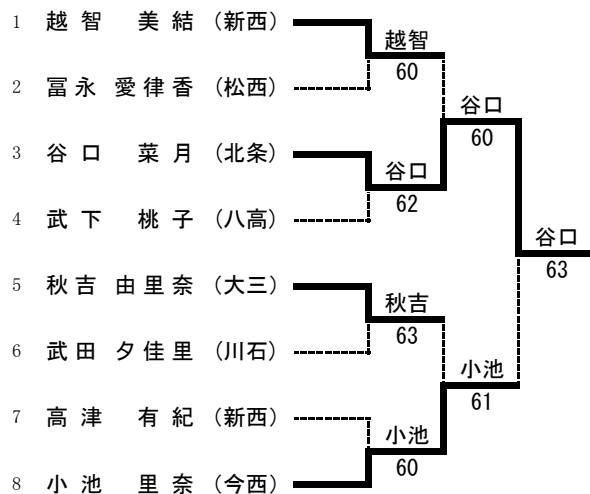 1 越智 美結 (新西)
越智
60
2 冨永 愛律香 (松西)
谷口
60
3 谷口 菜月 (北条)
谷口
62
4 武下 桃子 (八高)
谷口
63
5 秋吉 由里奈 (大三)
秋吉
63
6 武田 夕佳里 (川石)
小池
61
7 高津 有紀 (新西)
小池
60
8 小池 里奈 (今西)